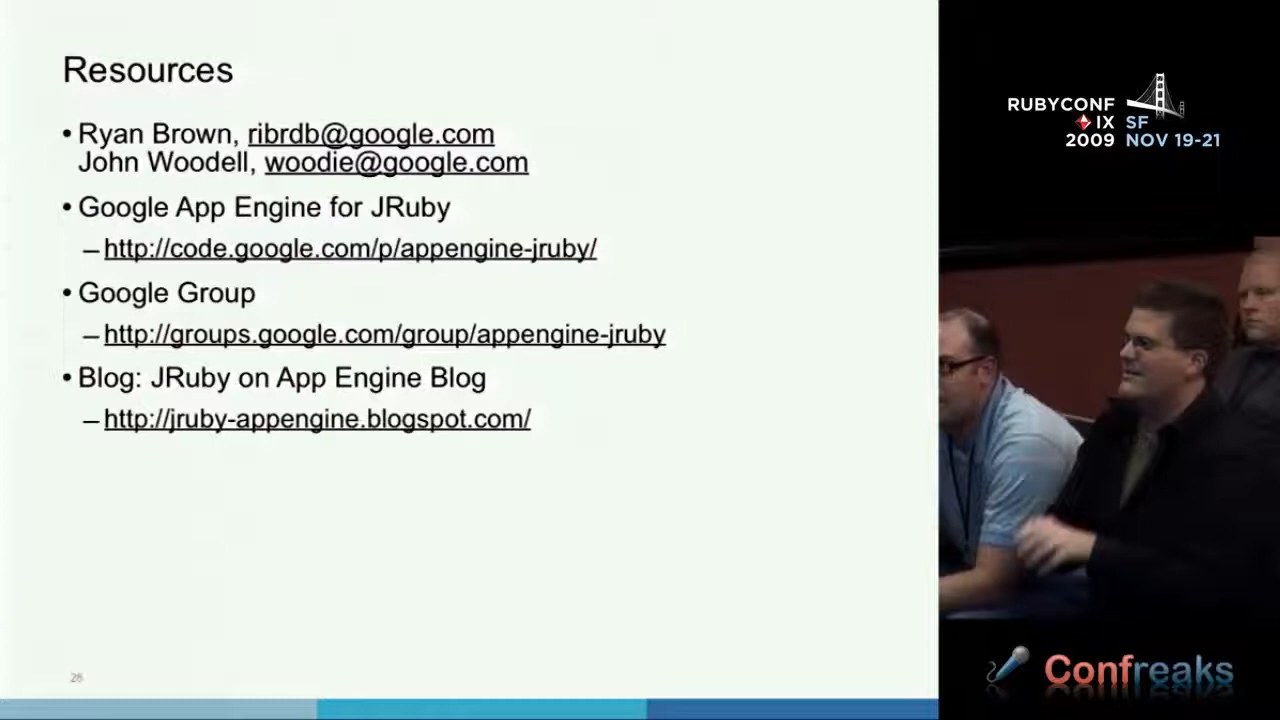 Resources
• Ryan Brown, ribrdb@google.com
John Woodell, woodie@google.com
• Google App Engine for JRuby
– http://code.google.com/p/appengine-jruby/
• Google Group
– http://groups.google.com/group/appengine-jruby
• Blog: JRuby on App Engine Blog
– http://jruby-appengine.blogspot.com/
28
RUBYCONF
IX SF
2009 NOV 19-21
Confreaks